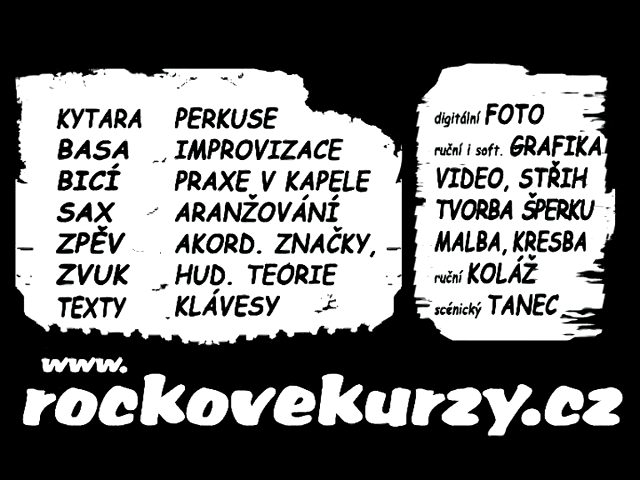 KYTARA
BASA
BICÍ
SAX
ZPĚV
ZVUK
TEXTY
PERKUSE
IMPROVIZACE
PRAXE V KAPELE
ARANŽOVÁNÍ
AKORD. ZNAČKY,
HUD. TEORIE
KLÁVESY
digitální FOTO
ruční i soft. GRAFIKA
VIDEO, STŘIH
TVORBA ŠPERKU
MALBA, KRESBA
ruční KOLÁŽ
scénický TANEC
www.
rockovekurzy.cz